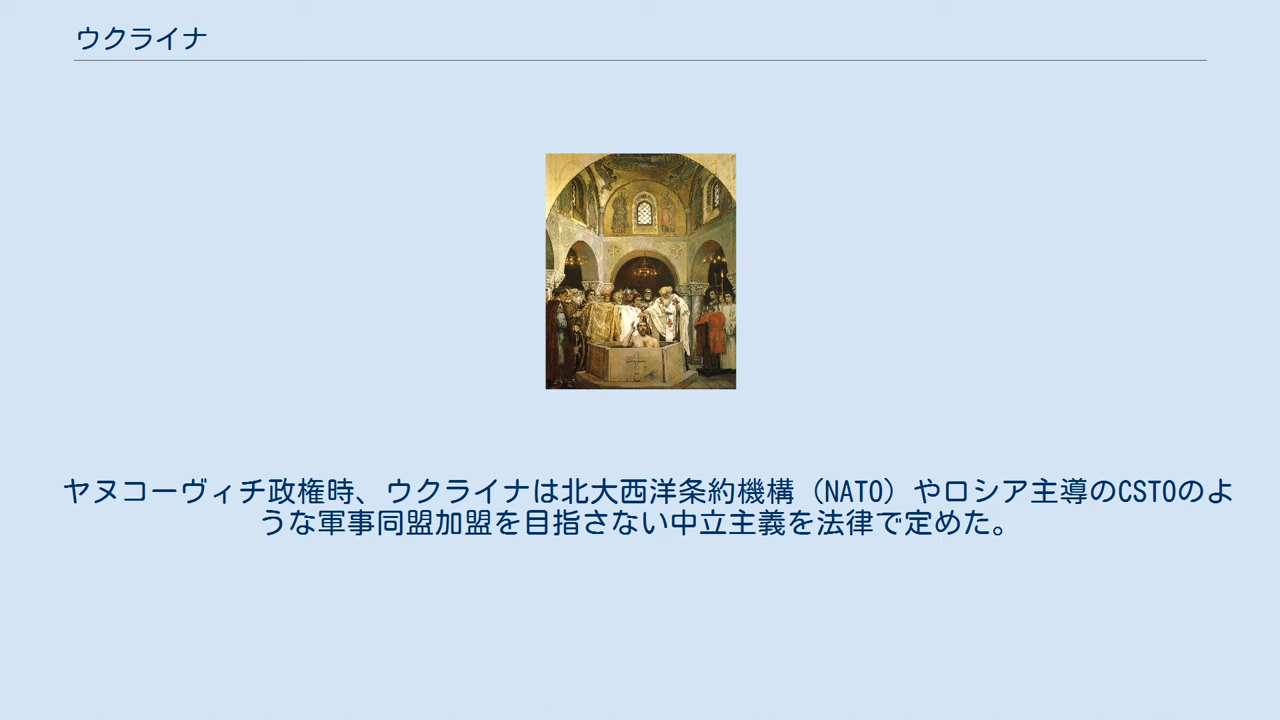 ウクライナ
ヤヌコーヴィチ政権時、ウクライナは北大西洋条約機構（NATO）やロシア主導のCSTOのよ
うな軍事同盟加盟を目指さない中立主義を法律で定めた。